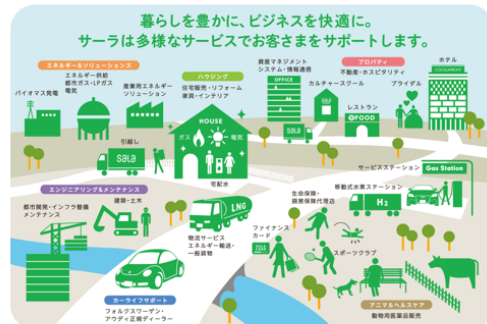 暮らしを豊かに、ビジネスを快適に。
サーラは多様なサービスでお客さまをサポートします。
エネルギー&ソリューションズ
エネルギー供給
都市ガス・LPガス
電気
バイオマス発電
産業用エネルギー
ソリューション
ハウジング
住宅販売・リフォーム
家具・インテリア
資産マネジメント
システム・情報通信
カルチャースクール
プロパティ
不動産・ホスピタリティ
ホテル
ブライダル
レストラン
OFFICE
SALA
FOOD
HOUSE
ガス
電気
引越し
sala
sala
宅配水
サービスステーション
Gas Station
移動式水素ステーション
H2
エンジニアリング&メンテナンス
都市開発・インフラ整備
メンテナンス
建築・土木
LNG
物流サービス
エネルギー輸送・
一般貨物
生命保険・
損害保険代理店
ファイナンス
カード
スポーツクラブ
カーライフサポート
フォルクスワーゲン・
アウディ正規ディーラー
アニマルヘルスケア
動物用医薬品販売